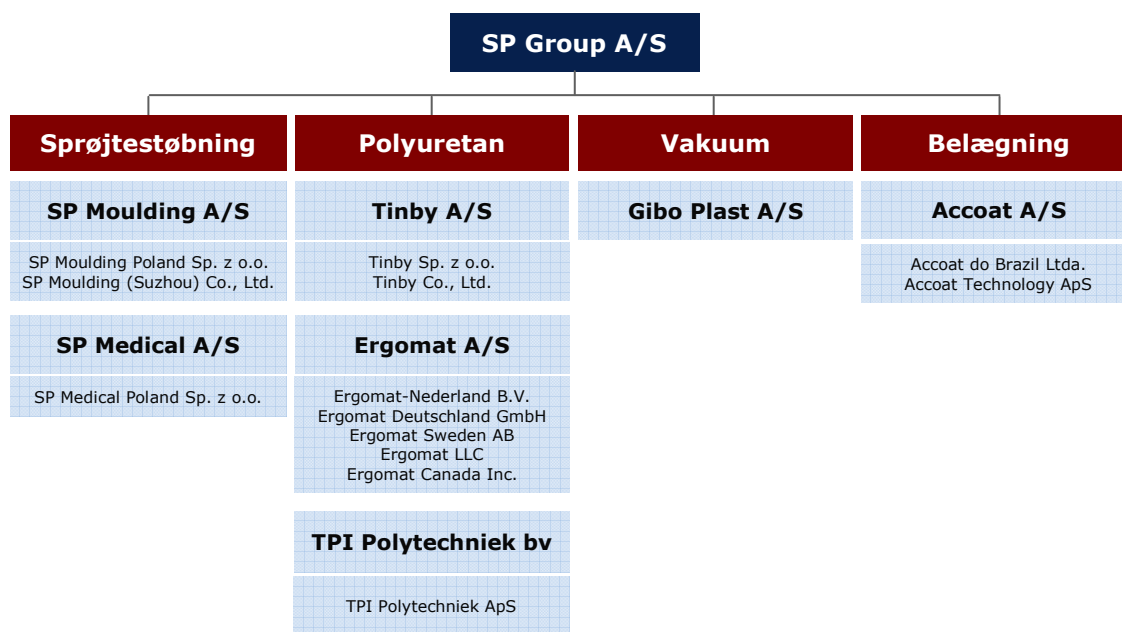 SP Group A/S
Sprøjtestøbning
Polyuretan
Vakuum
Belægning
SP Moulding A/S
Tinby A/S
Gibo Plast A/S
Accoat A/S
SP Moulding Poland Sp. z o.o.
SP Moulding (Suzhou) Co., Ltd.
Tinby Sp. z o.o.
Tinby Co., Ltd.
Accoat do Brazil Ltda.
Accoat Technology ApS
SP Medical A/S
Ergomat A/S
SP Medical Poland Sp. z o.o.
Ergomat-Nederland B.V.
Ergomat Deutschland GmbH
Ergomat Sweden AB
Ergomat LLC
Ergomat Canada Inc.
TPI Polytechniek bv
TPI Polytechniek ApS